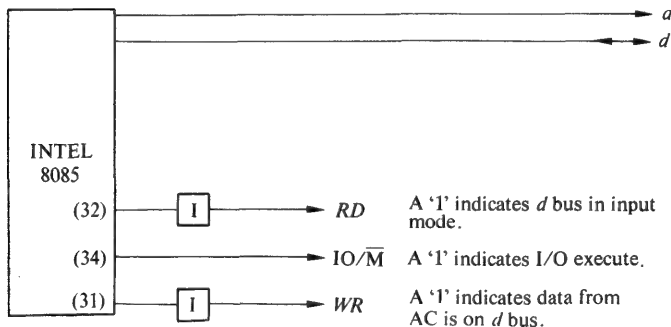 a
d
INTEL
8085
(32) I RD A '1' indicates d bus in input
mode.
(34) IO/M̅ A '1' indicates I/O execute.
(31) I WR A '1' indicates data from
AC is on d bus.